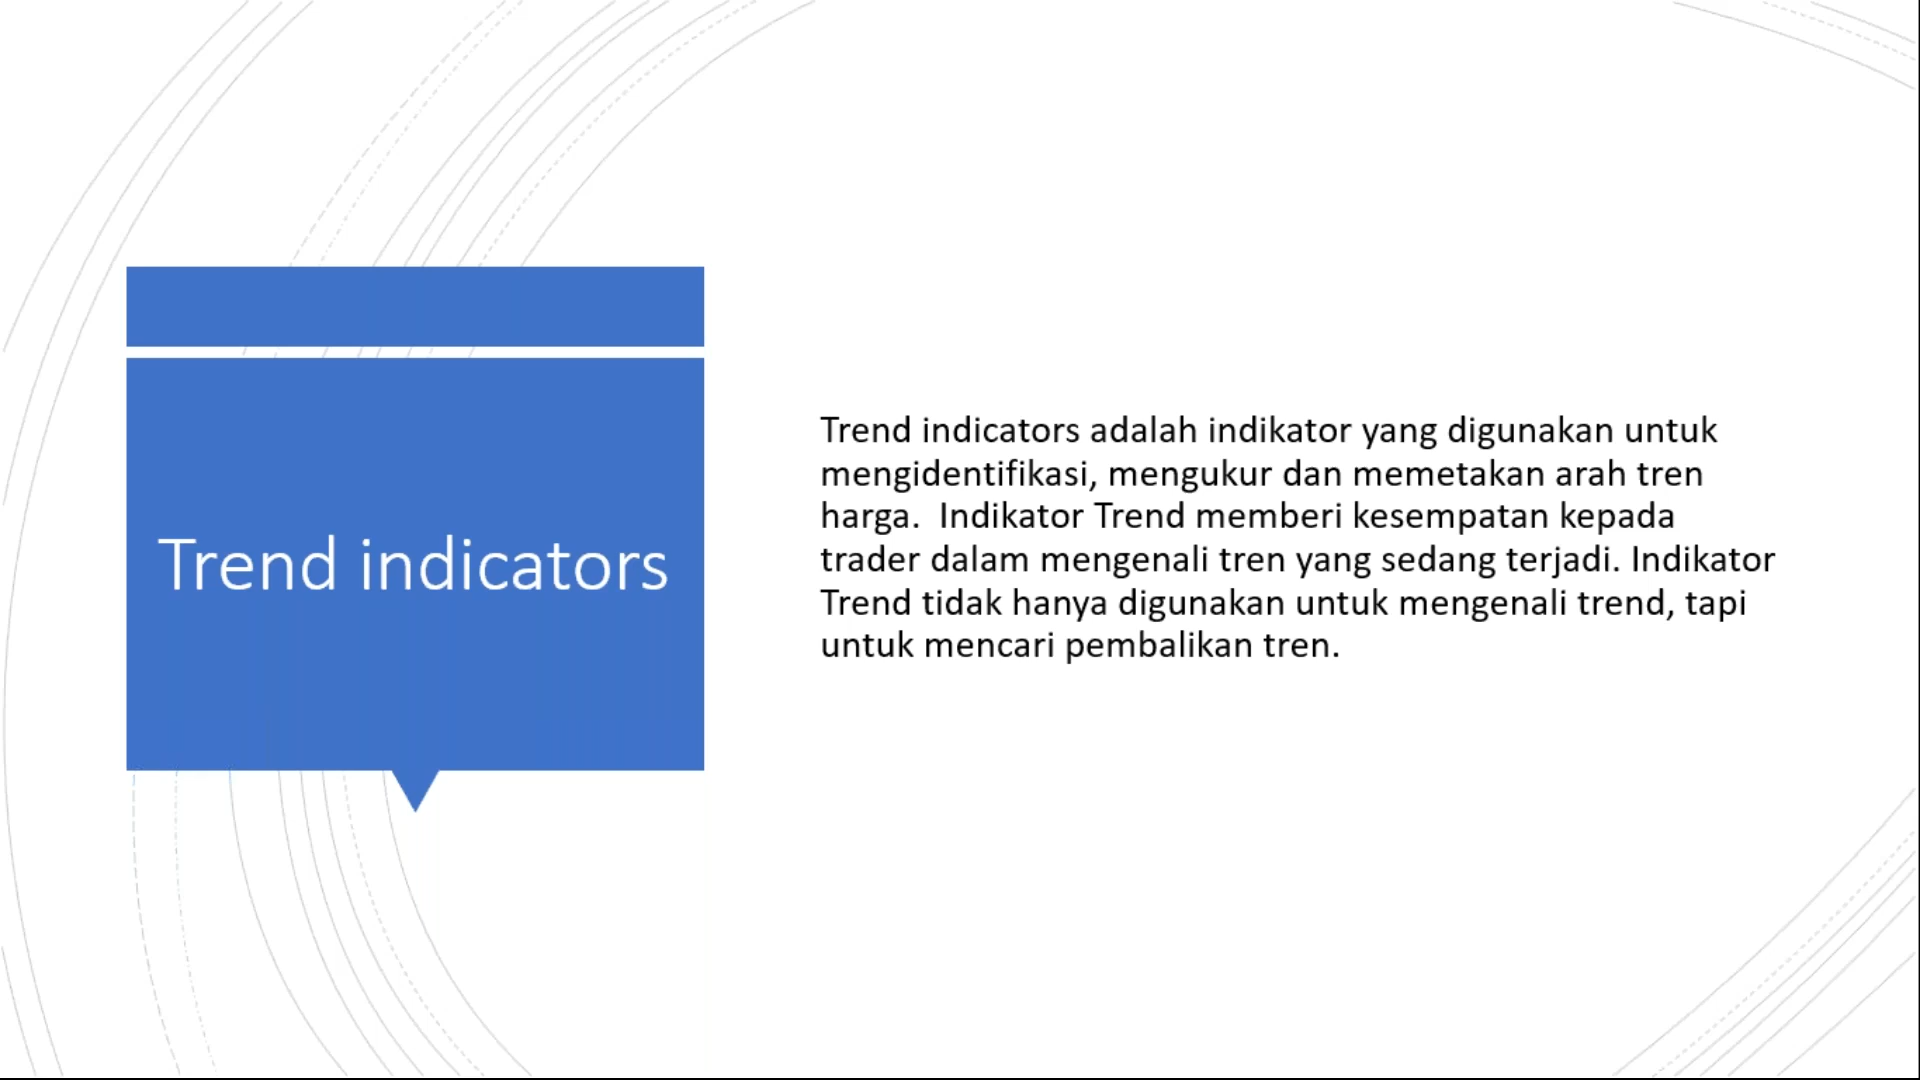 Trend indicators
Trend indicators adalah indikator yang digunakan untuk
mengidentifikasi, mengukur dan memetakan arah tren
harga.  Indikator Trend memberi kesempatan kepada
trader dalam mengenali tren yang sedang terjadi. Indikator
Trend tidak hanya digunakan untuk mengenali trend, tapi
untuk mencari pembalikan tren.